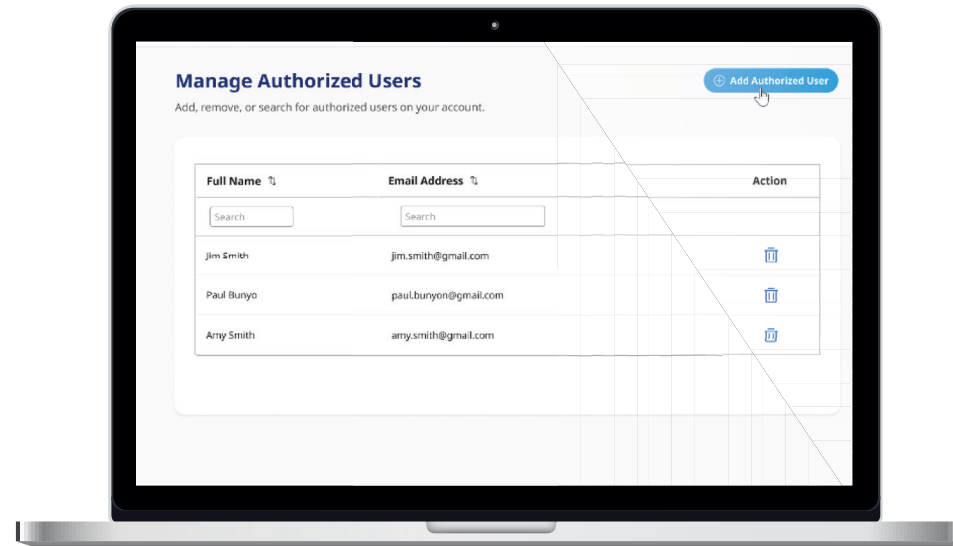 Manage Authorized Users
Add Authorized User
Add, remove, or search for authorized users on your account.
Full Name Email Address Action
Search Search
Jim Smith jim.smith@gmail.com
Paul Bunyo paul.bunyon@gmail.com
Amy Smith amy.smith@gmail.com